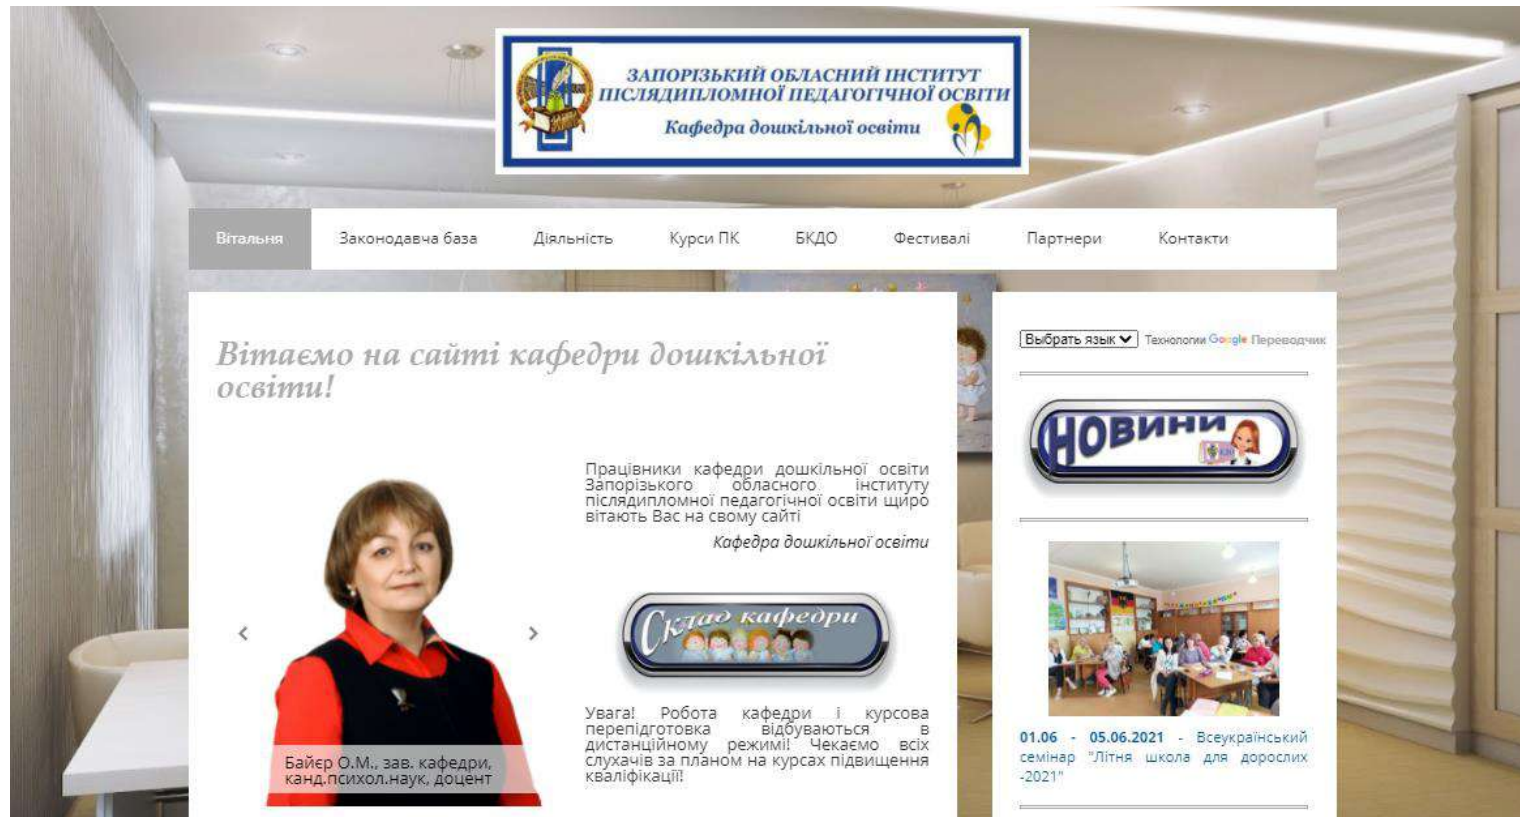 ЗАПОРІЗЬКИЙ ОБЛАСНИЙ ІНСТИТУТ
ПІСЛЯДИПЛОМНОЇ ПЕДАГОГІЧНОЇ ОСВІТИ
Кафедра дошкільної освіти
Вітальня Законодавча база Діяльність Курси ПК БКДО Фестивалі Партнери Контакти
Вітаємо на сайті кафедри дошкільної
освіти!
Працівники кафедри дошкільної освіти
Запорізького обласного інституту
післядипломної педагогічної освіти щиро
вітають Вас на свому сайті
Кафедра дошкільної освіти
Склад кафедри
Увага! Робота кафедри і курсова
перепідготовка відбуваються в
дистанційному режимі! Чекаємо всіх
слухачів за планом на курсах підвищення
кваліфікації!
Байєр О.М., зав. кафедри,
канд.психол.наук, доцент
Выбрать язык Технологии Google Переводчик
НОВИНИ
01.06 - 05.06.2021 - Всеукраїнський
семінар "Літня школа для дорослих
-2021"